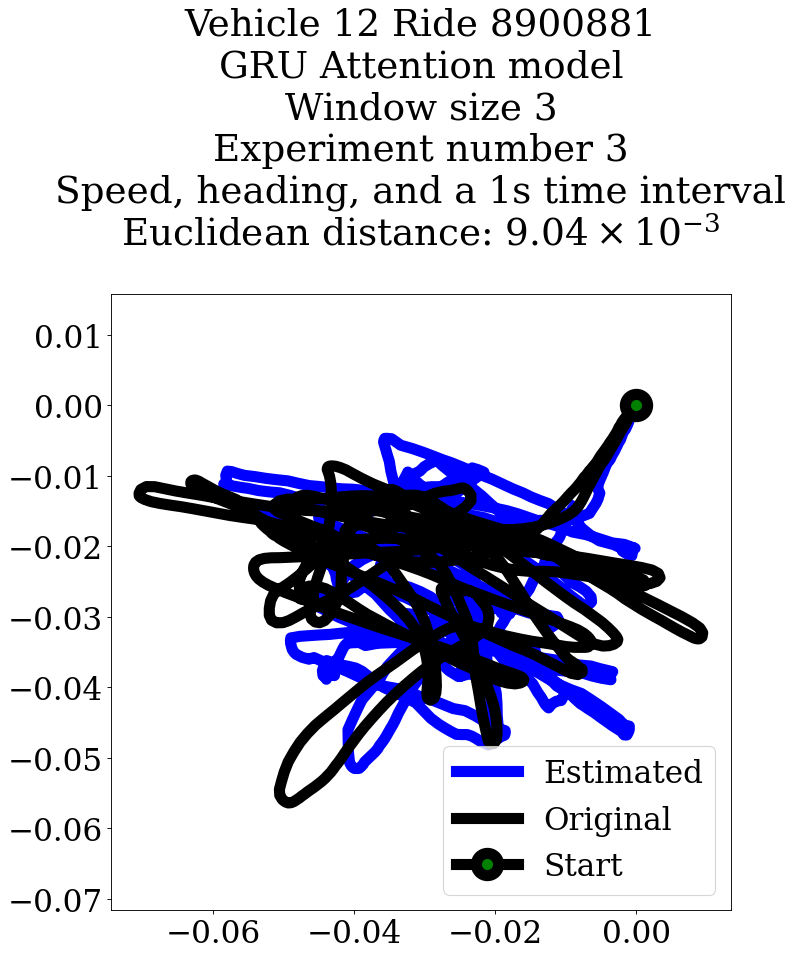 Vehicle 12 Ride 8900881
GRU Attention model
Window size 3
Experiment number 3
Speed, heading, and a 1s time interval
Euclidean distance: 9.04 × 10⁻³
0.01
0.00
−0.01
−0.02
−0.03
−0.04
−0.05
−0.06
−0.07
Estimated
Original
Start
−0.06 −0.04 −0.02 0.00